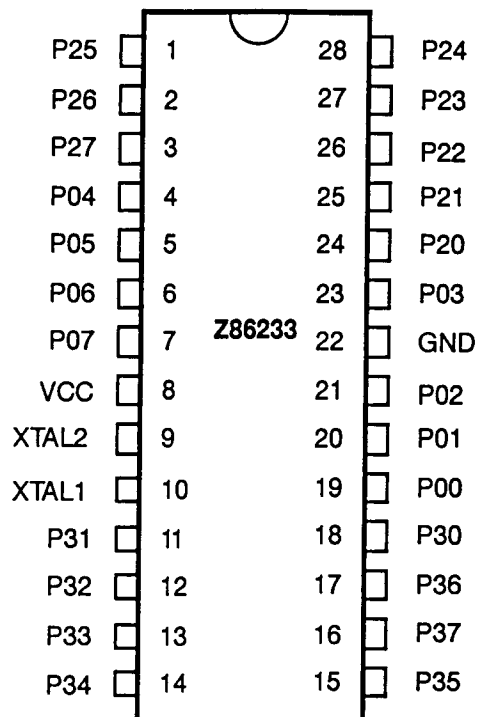 P25 1 28 P24
P26 2 27 P23
P27 3 26 P22
P04 4 25 P21
P05 5 24 P20
P06 6 23 P03
P07 7 Z86233 22 GND
VCC 8 21 P02
XTAL2 9 20 P01
XTAL1 10 19 P00
P31 11 18 P30
P32 12 17 P36
P33 13 16 P37
P34 14 15 P35